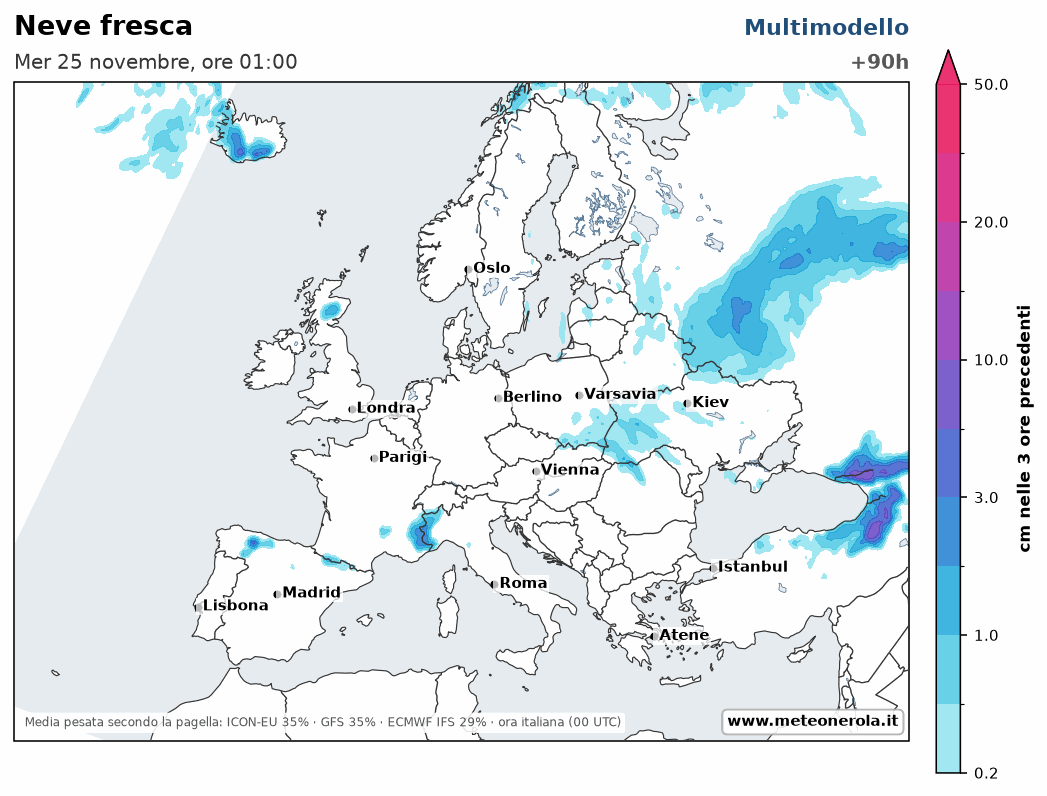 Neve fresca
Multimodello
Mer 25 novembre, ore 01:00
+90h
50.0
20.0
10.0
3.0
1.0
0.2
cm nelle 3 ore precedenti
Oslo
Berlino
Varsavia
Kiev
Londra
Parigi
Vienna
Istanbul
Roma
Madrid
Lisbona
Atene
Media pesata secondo la pagella: ICON-EU 35% · GFS 35% · ECMWF IFS 29% · ora italiana (00 UTC)
www.meteonerola.it